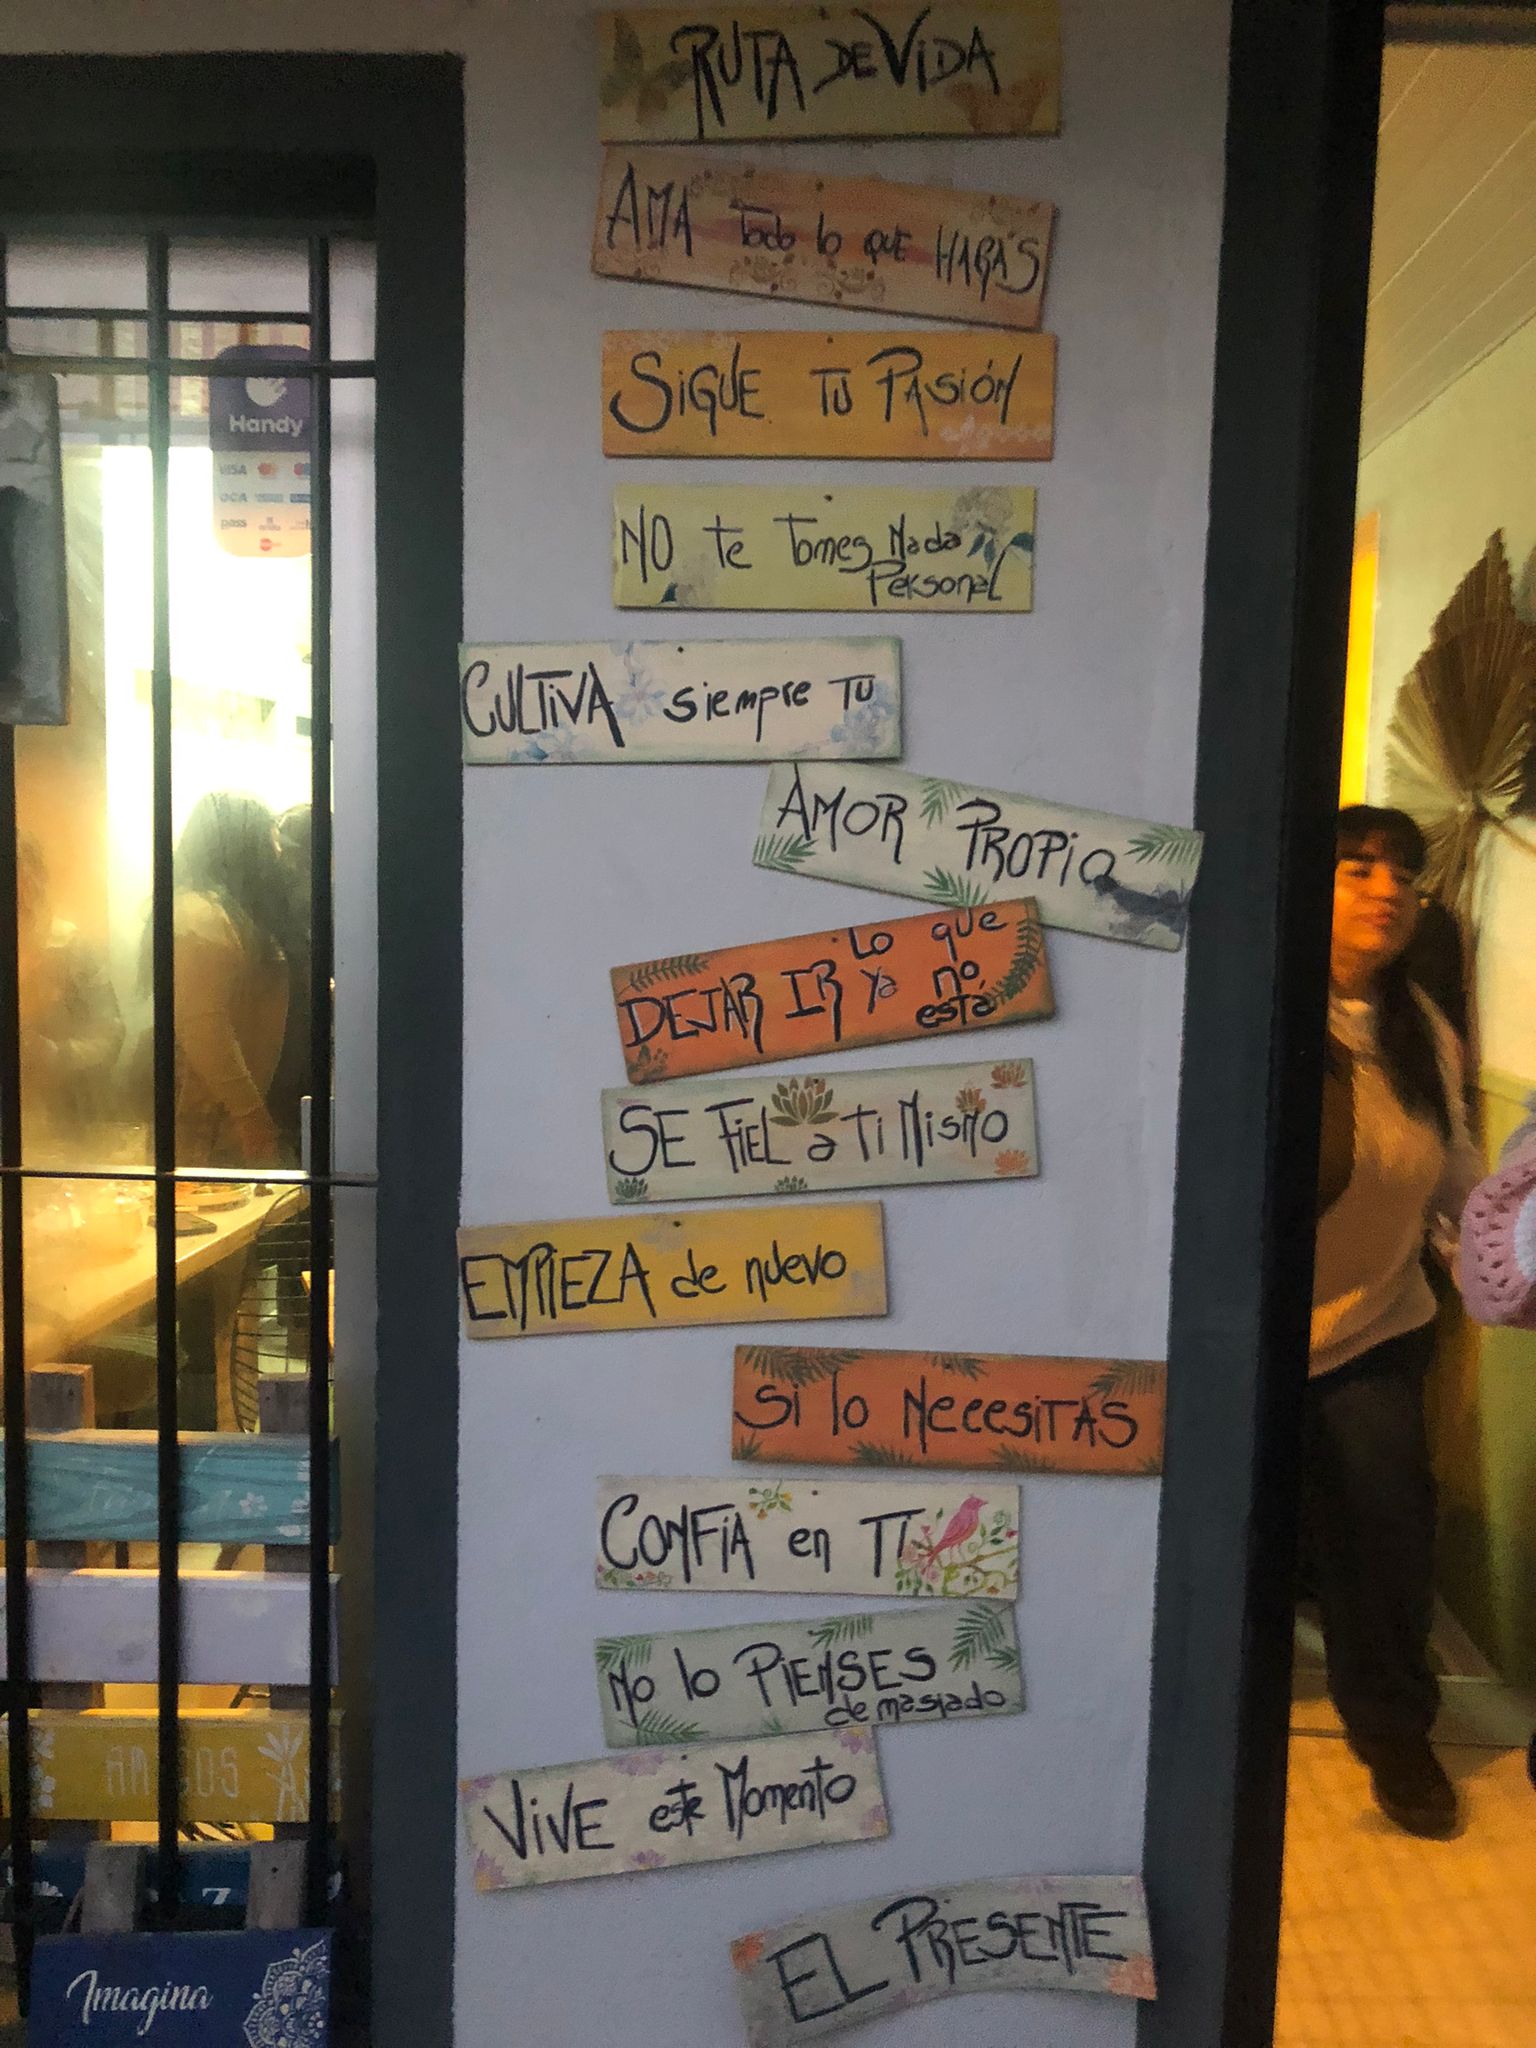 RUTA DE VIDA
AMA Todo lo QUE HARÁS
SiGUE TU PASIÓN
NO te Tomes Nada
Personal
CULTIVA siempre TU
AMOR PROPiO
Lo que
DEJAR IR ya no
está
SE FIEL a Ti MisMO
EMPIEZA de nuevo
Si lo NecesiTAS
CONFíA en TI
No lo PIENSES
demasiado
ViVE este Momento
EL PRESENTE
Handy
VISA
OCA
pass
AMIGOS
Imagina